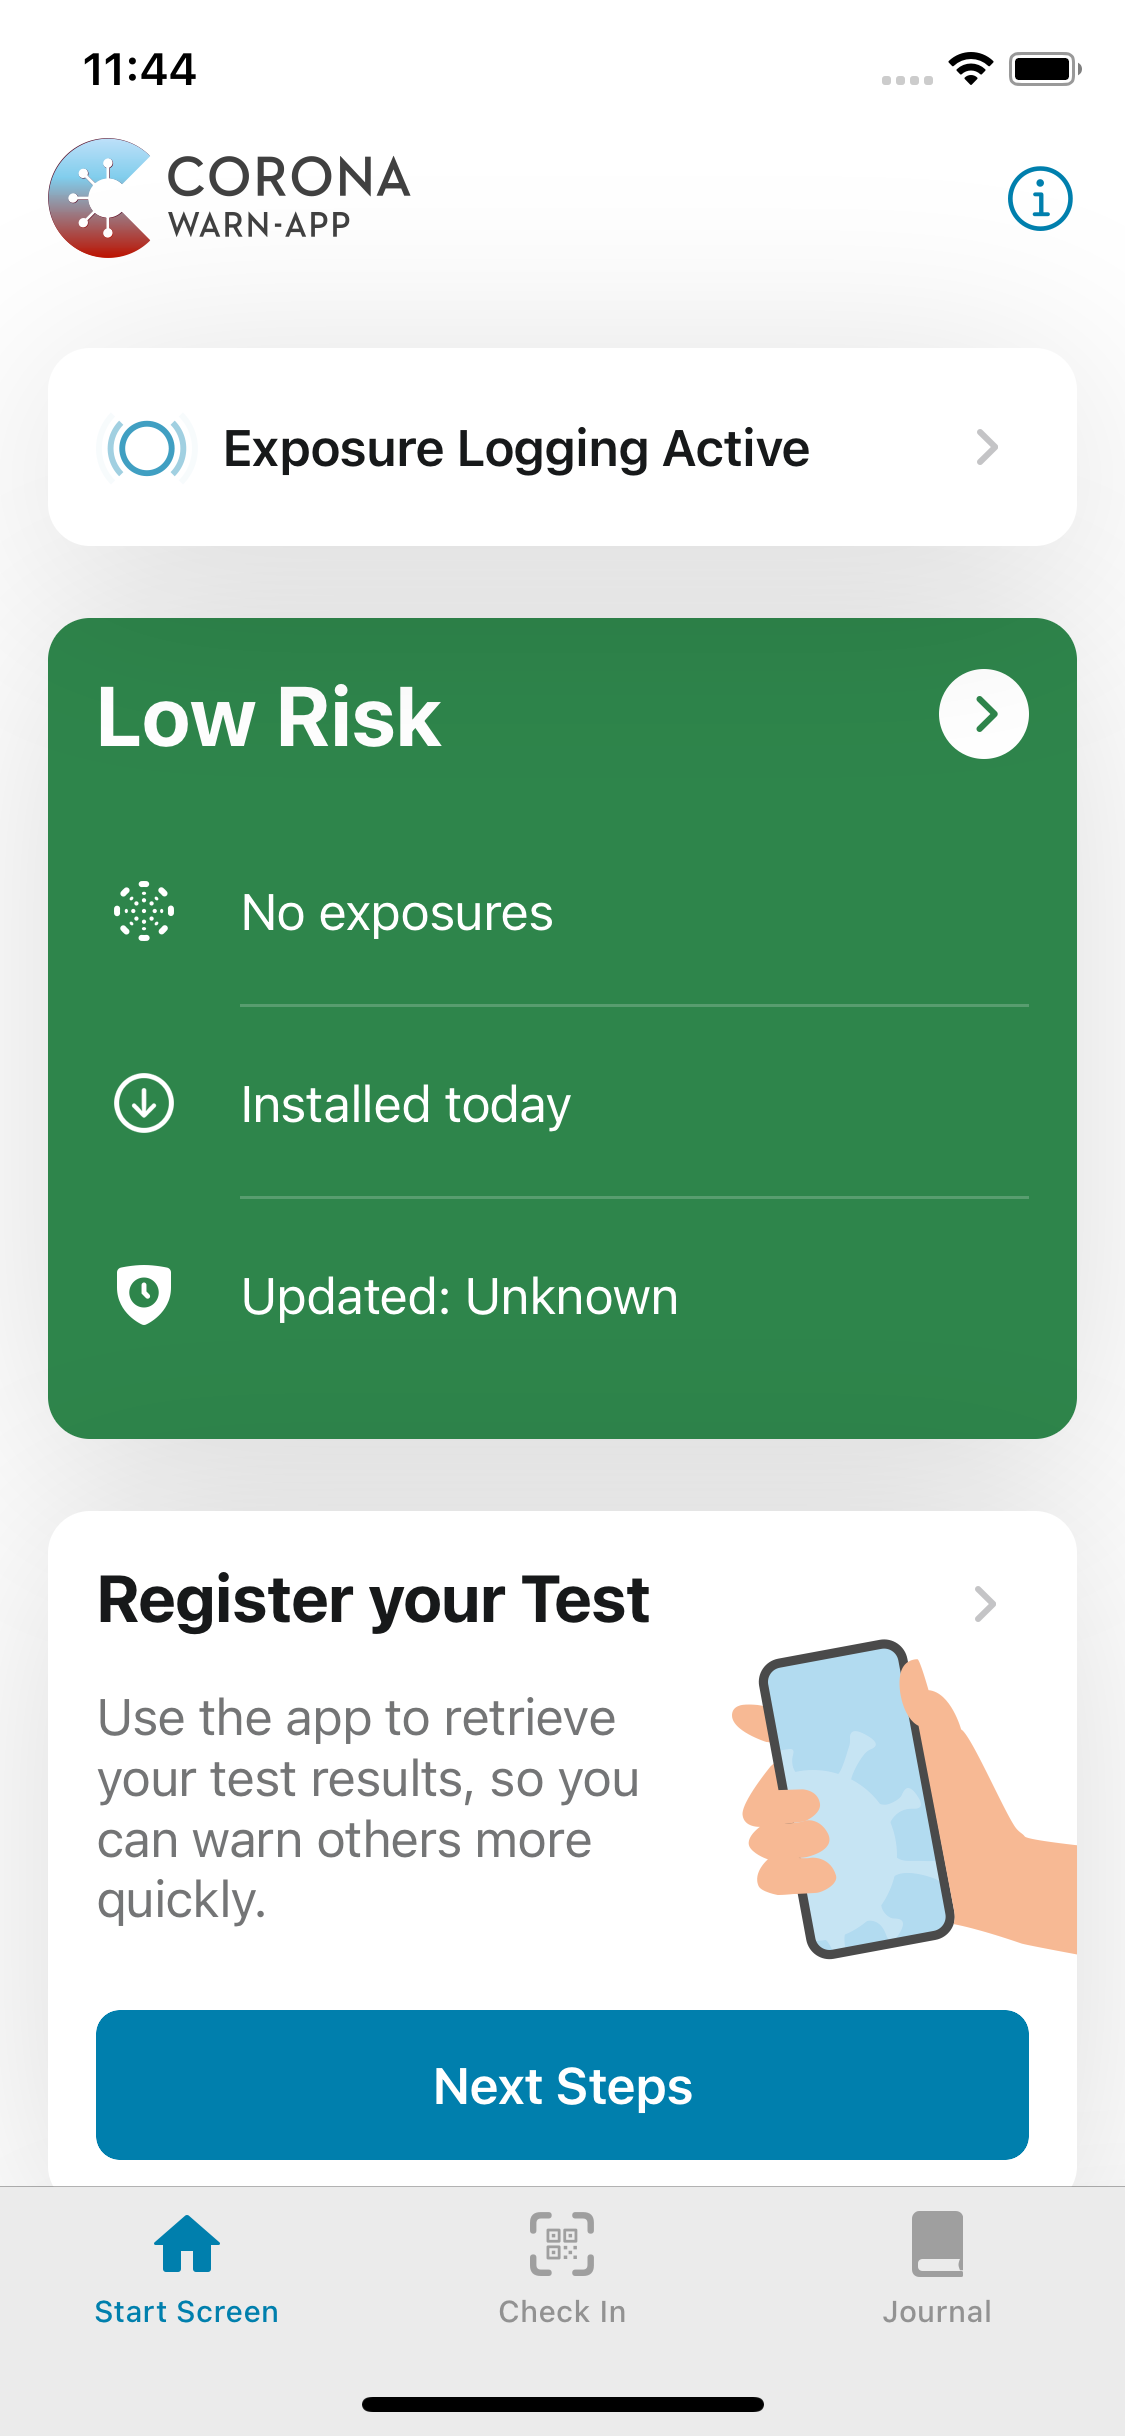 11:44
CORONA
WARN-APP
Exposure Logging Active
Low Risk
No exposures
Installed today
Updated: Unknown
Register your Test
Use the app to retrieve
your test results, so you
can warn others more
quickly.
Next Steps
Start Screen
Check In
Journal